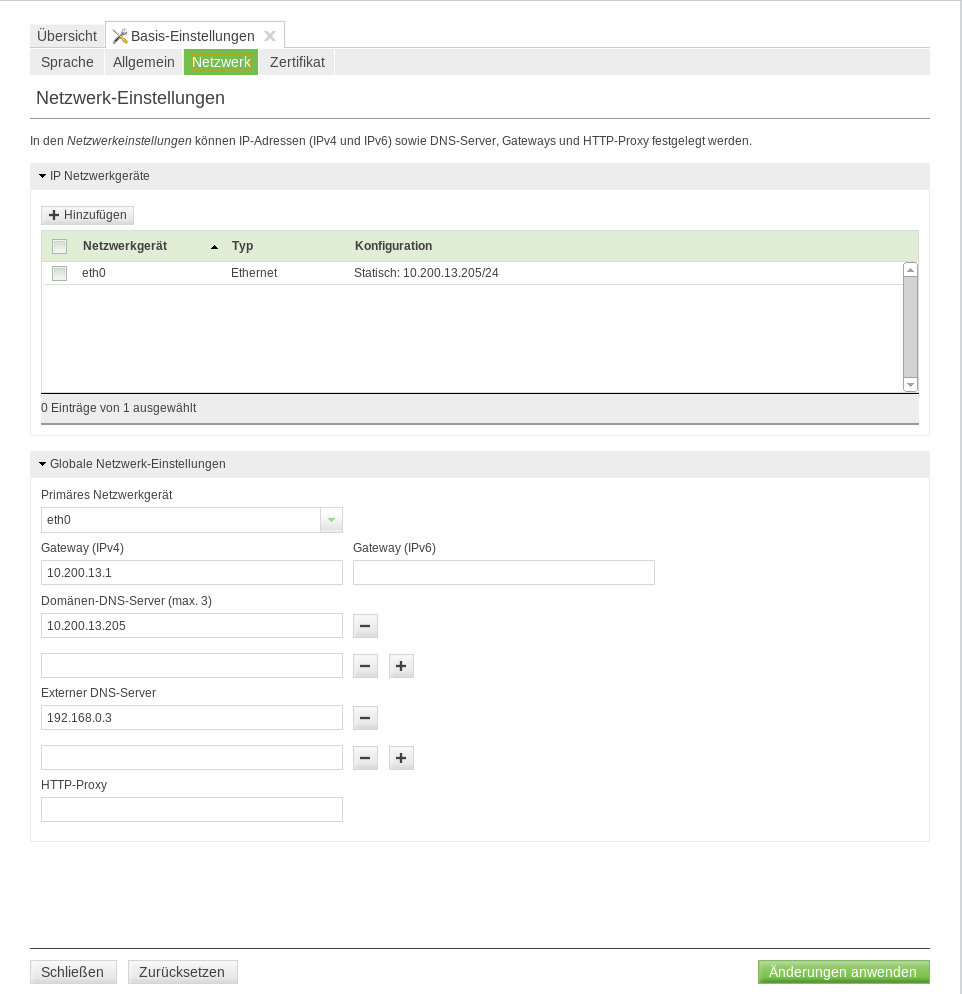 Übersicht Basis-Einstellungen
Sprache Allgemein Netzwerk Zertifikat
Netzwerk-Einstellungen
In den Netzwerkeinstellungen können IP-Adressen (IPv4 und IPv6) sowie DNS-Server, Gateways und HTTP-Proxy festgelegt werden.
IP Netzwerkgeräte
Hinzufügen
Netzwerkgerät Typ Konfiguration
eth0 Ethernet Statisch: 10.200.13.205/24
0 Einträge von 1 ausgewählt
Globale Netzwerk-Einstellungen
Primäres Netzwerkgerät
eth0
Gateway (IPv4) Gateway (IPv6)
10.200.13.1
Domänen-DNS-Server (max. 3)
10.200.13.205
Externer DNS-Server
192.168.0.3
HTTP-Proxy
Schließen Zurücksetzen Änderungen anwenden